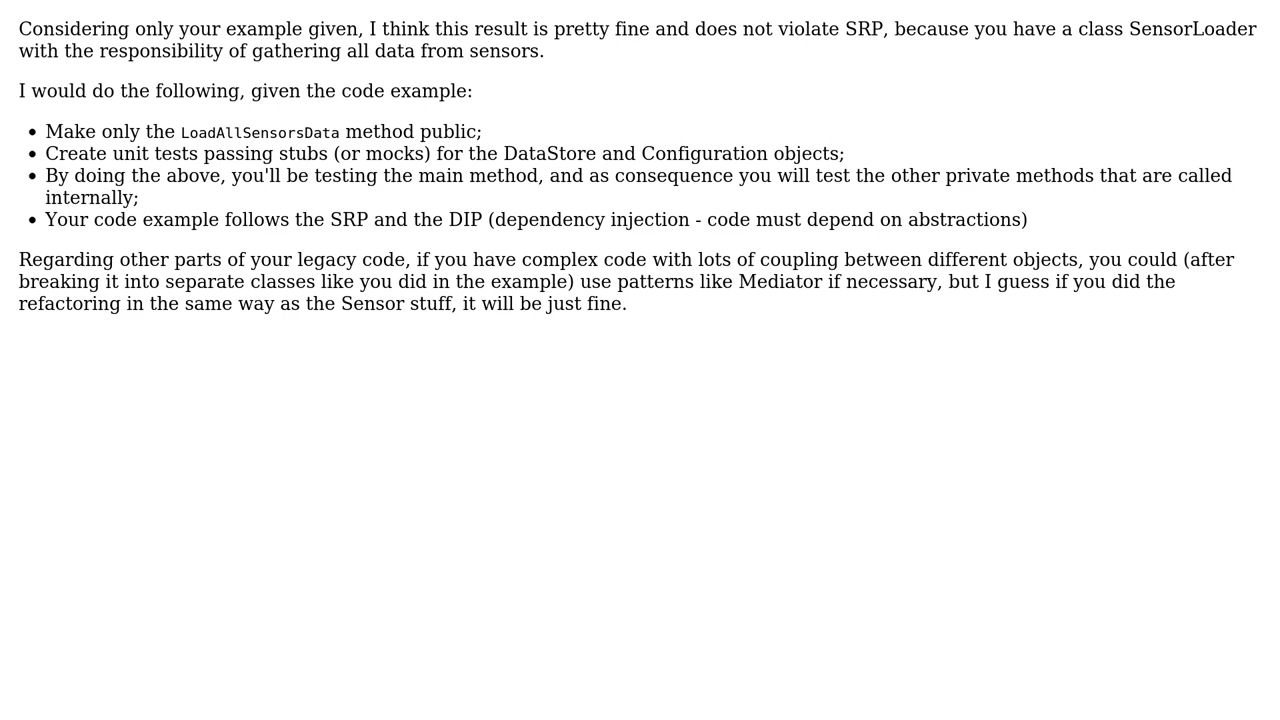 Considering only your example given, I think this result is pretty fine and does not violate SRP, because you have a class SensorLoader
with the responsibility of gathering all data from sensors.
I would do the following, given the code example:
• Make only the LoadAllSensorsData method public;
• Create unit tests passing stubs (or mocks) for the DataStore and Configuration objects;
• By doing the above, you'll be testing the main method, and as consequence you will test the other private methods that are called
internally;
• Your code example follows the SRP and the DIP (dependency injection - code must depend on abstractions)
Regarding other parts of your legacy code, if you have complex code with lots of coupling between different objects, you could (after
breaking it into separate classes like you did in the example) use patterns like Mediator if necessary, but I guess if you did the
refactoring in the same way as the Sensor stuff, it will be just fine.